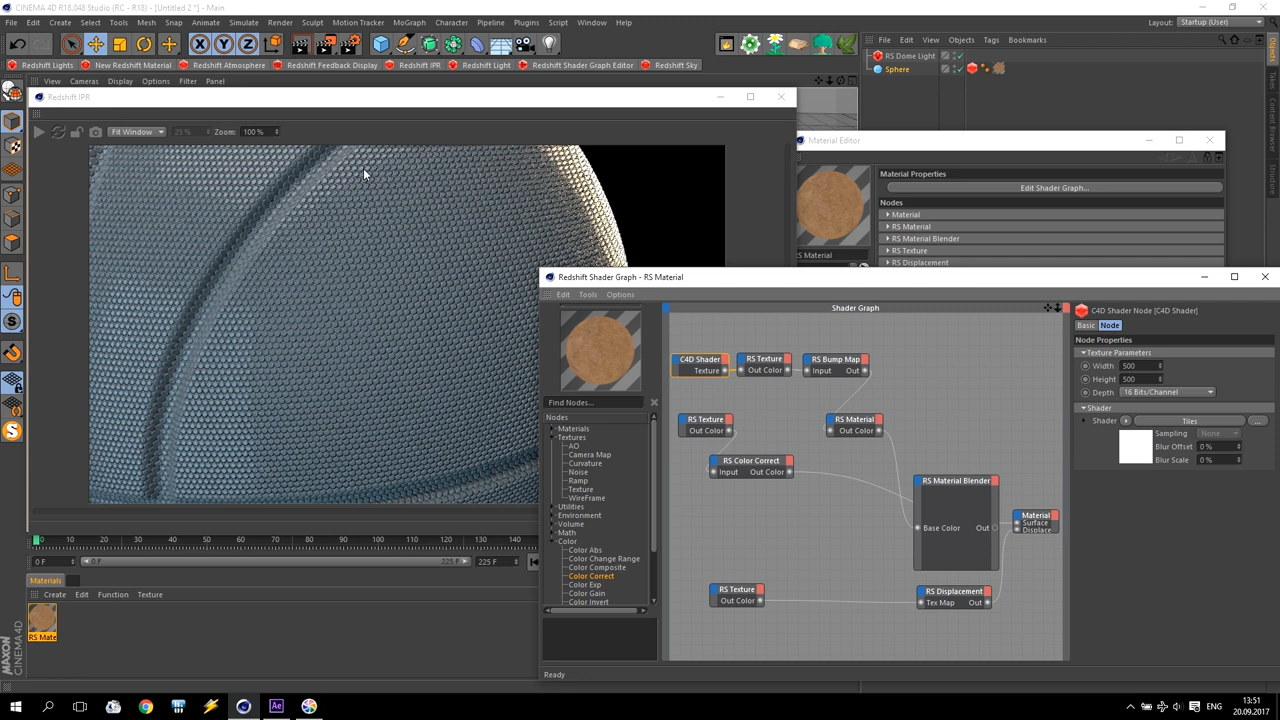 CINEMA 4D R18.048 Studio (RC - R18) - [Untitled 2 *] - Main
File Edit Create Select Tools Mesh Snap Animate Simulate Render Sculpt Motion Tracker MoGraph Character Pipeline Plugins Script Window Help
Layout: Startup (User)
File Edit View Objects Tags Bookmarks
RS Dome Light
Sphere
Objects
Takes
Content Browser
Structure
Redshift Lights New Redshift Material Redshift Atmosphere Redshift Feedback Display Redshift IPR Redshift Light Redshift Shader Graph Editor Redshift Sky
View Cameras Display Options Filter Panel
Redshift IPR
Fit Window 25 % Zoom: 100 %
Material Editor
Material Properties
Edit Shader Graph...
Nodes
Material
RS Material
RS Material Blender
RS Texture
RS Displacement
RS Material
Redshift Shader Graph - RS Material
Edit Tools Options
Find Nodes...
Nodes
Materials
Textures
AO
Camera Map
Curvature
Noise
Ramp
Texture
WireFrame
Utilities
Environment
Volume
Math
Color
Color Abs
Color Change Range
Color Composite
Color Correct
Color Exp
Color Gain
Color Invert
Shader Graph
C4D Shader
Texture
RS Texture
Out Color
RS Bump Map
Input Out
RS Texture
Out Color
RS Material
Out Color
RS Color Correct
Input Out Color
RS Material Blender
Base Color Out
Material
Surface
Displace
RS Texture
Out Color
RS Displacement
Tex Map Out
C4D Shader Node [C4D Shader]
Basic Node
Node Properties
Texture Parameters
Width 500
Height 500
Depth 16 Bits/Channel
Shader
Shader Tiles ...
Sampling None
Blur Offset 0 %
Blur Scale 0 %
Ready
0 10 20 30 40 50 60 70 80 90 100 110 120 130
0 F 0 F 225 F 225 F
Materials
Create Edit Function Texture
RS Mate
MAXON
CINEMA 4D
Ae
ENG
13:51
20.09.2017